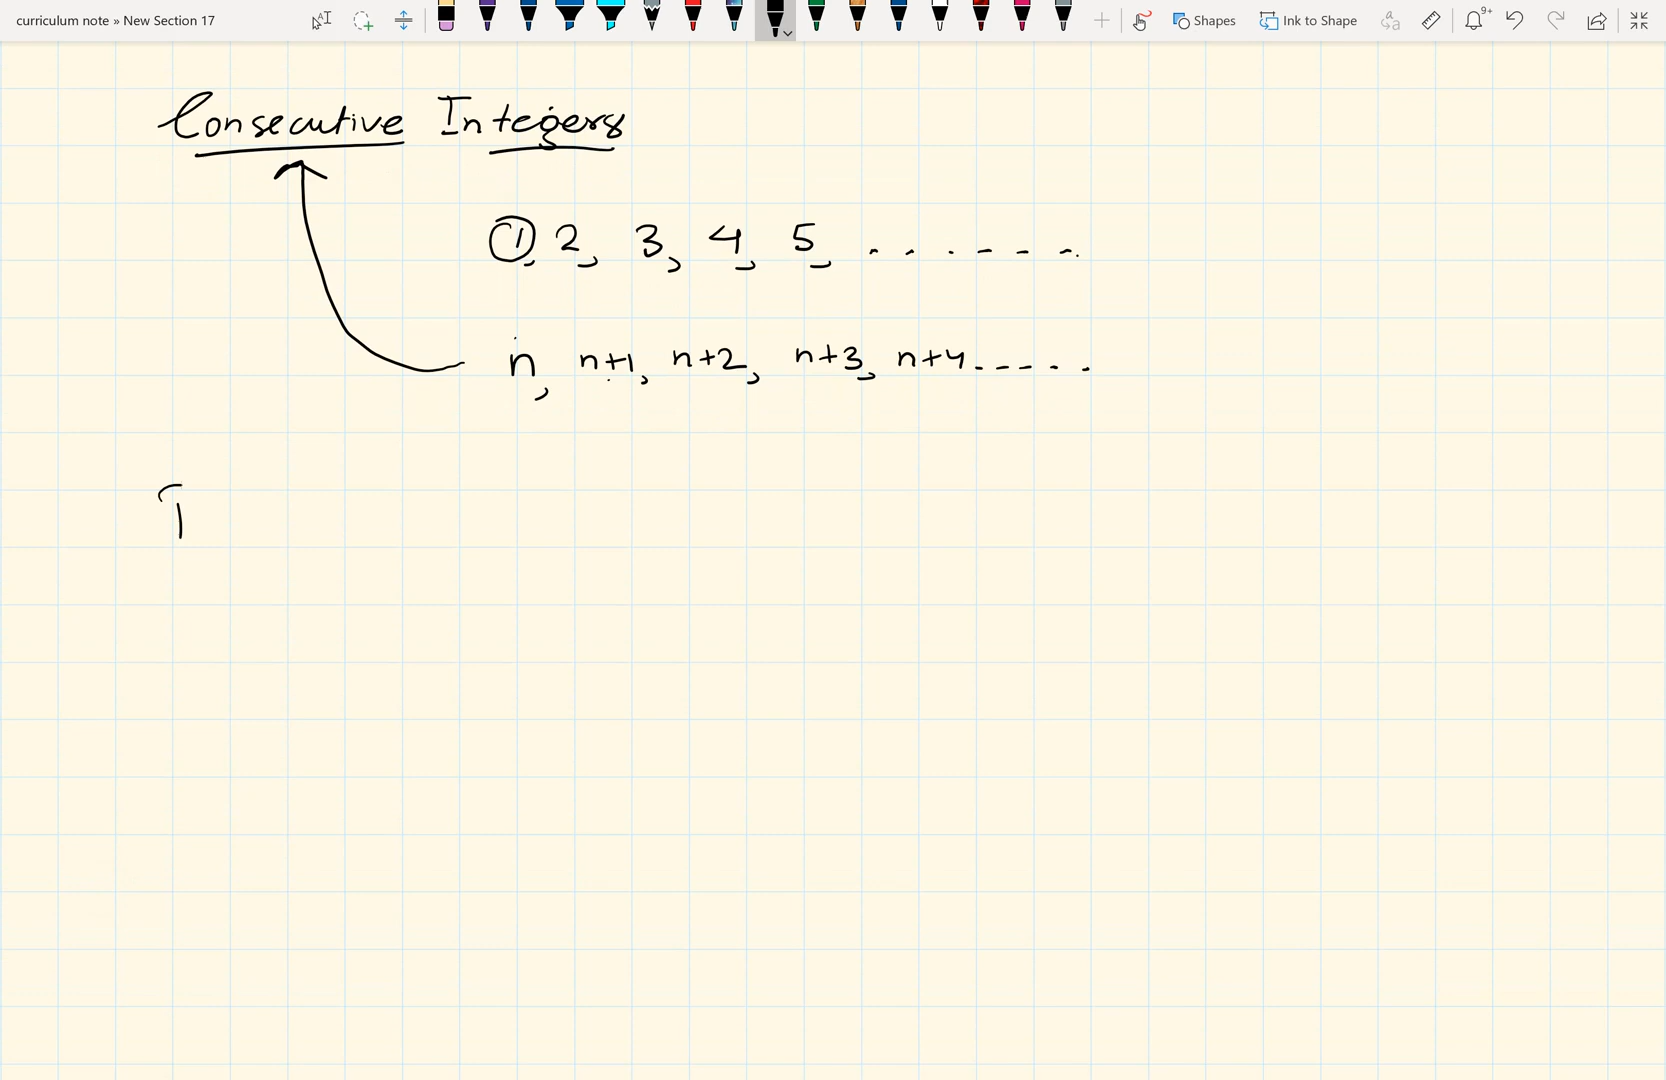 curriculum note » New Section 17
Shapes
Ink to Shape
9+
Consecutive Integers
1, 2, 3, 4, 5, . . . . . .
n, n+1, n+2, n+3, n+4 - - - - .
T